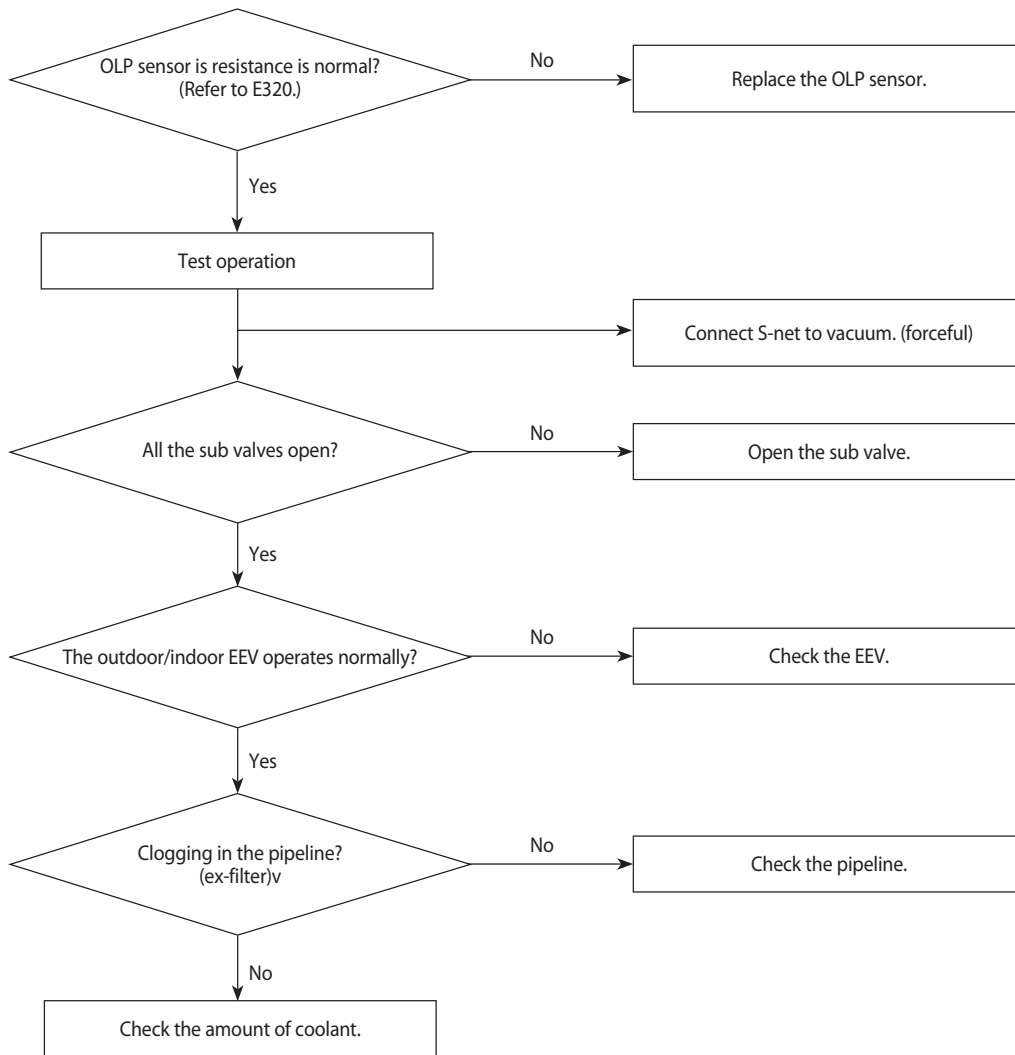 OLP sensor is resistance is normal?
(Refer to E320.)
No
Replace the OLP sensor.
Yes
Test operation
Connect S-net to vacuum. (forceful)
All the sub valves open?
No
Open the sub valve.
Yes
The outdoor/indoor EEV operates normally?
No
Check the EEV.
Yes
Clogging in the pipeline?
(ex-filter)v
No
Check the pipeline.
No
Check the amount of coolant.